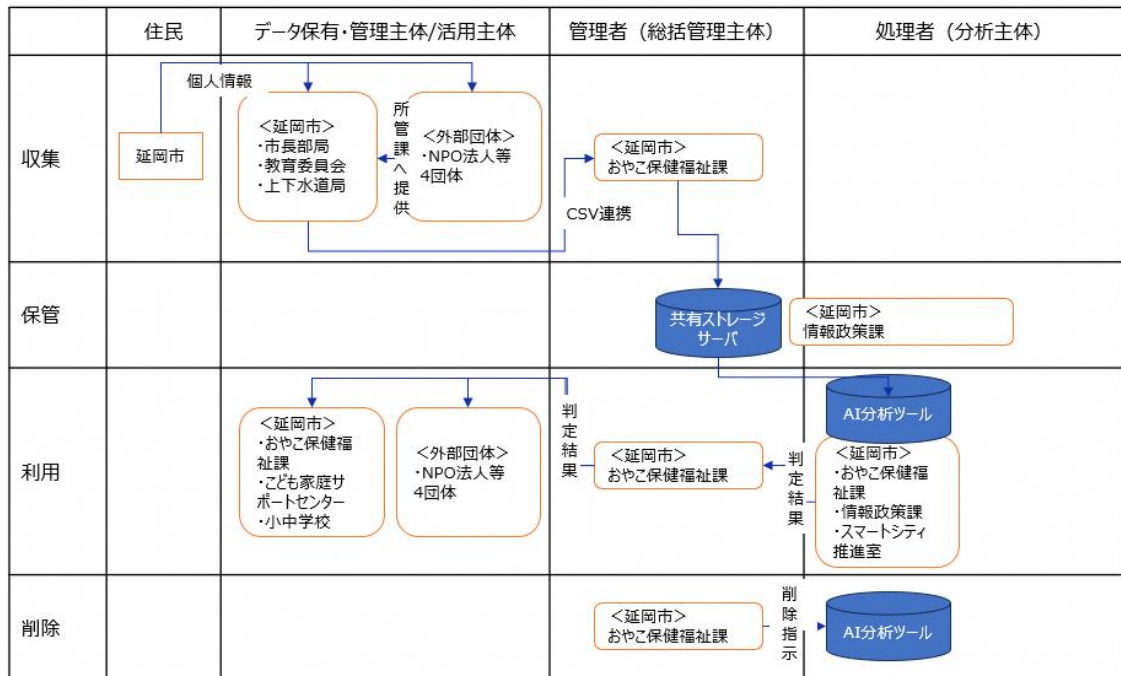 住民
データ保有・管理主体/活用主体
管理者（総括管理主体）
処理者（分析主体）
収集
延岡市
個人情報
＜延岡市＞
・市長部局
・教育委員会
・上下水道局
所管課へ提供
＜外部団体＞
・NPO法人等
4団体
CSV連携
＜延岡市＞
おやこ保健福祉課
保管
共有ストレージ
サーバ
＜延岡市＞
情報政策課
利用
＜延岡市＞
・おやこ保健福
祉課
・こども家庭サ
ポートセンター
・小中学校
＜外部団体＞
・NPO法人等
4団体
判定結果
＜延岡市＞
おやこ保健福祉課
判定結果
AI分析ツール
＜延岡市＞
・おやこ保健福
祉課
・情報政策課
・スマートシティ
推進室
削除
＜延岡市＞
おやこ保健福祉課
削除指示
AI分析ツール